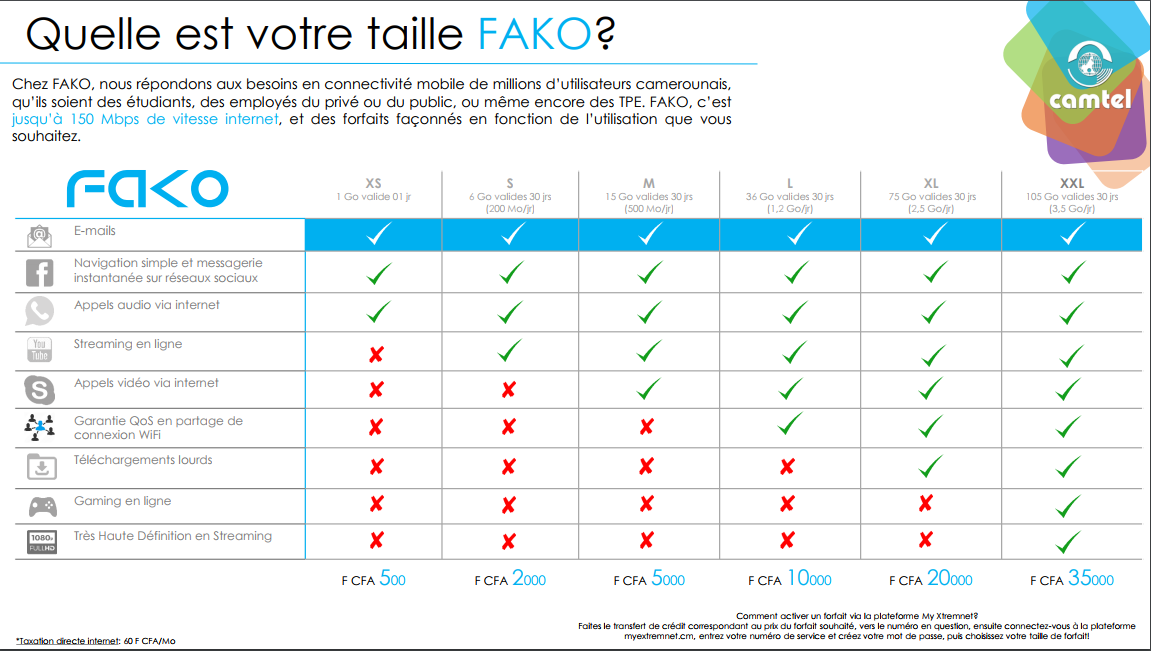 Quelle est votre taille FAKO?
camtel
Chez FAKO, nous répondons aux besoins en connectivité mobile de millions d'utilisateurs camerounais,
qu'ils soient des étudiants, des employés du privé ou du public, ou même encore des TPE. FAKO, c'est
jusqu'à 150 Mbps de vitesse internet, et des forfaits façonnés en fonction de l'utilisation que vous
souhaitez.
FAKO
XS
1 Go valide 01 jr
S
6 Go valides 30 jrs
(200 Mo/jr)
M
15 Go valides 30 jrs
(500 Mo/jr)
L
36 Go valides 30 jrs
(1,2 Go/jr)
XL
75 Go valides 30 jrs
(2,5 Go/jr)
XXL
105 Go valides 30 jrs
(3,5 Go/jr)
E-mails
Navigation simple et messagerie
instantanée sur réseaux sociaux
Appels audio via internet
You
Tube
Streaming en ligne
Appels vidéo via internet
Garantie QoS en partage de
connexion WiFi
Téléchargements lourds
Gaming en ligne
1080p
FULLHD
Très Haute Définition en Streaming
F CFA 500
F CFA 2000
F CFA 5000
F CFA 10000
F CFA 20000
F CFA 35000
Comment activer un forfait via la plateforme My Xtremnet?
Faites le transfert de crédit correspondant au prix du forfait souhaité, vers le numéro en question, ensuite connectez-vous à la plateforme
myextremnet.cm, entrez votre numéro de service et créez votre mot de passe, puis choisissez votre taille de forfait!
*Taxation directe internet: 60 F CFA/Mo